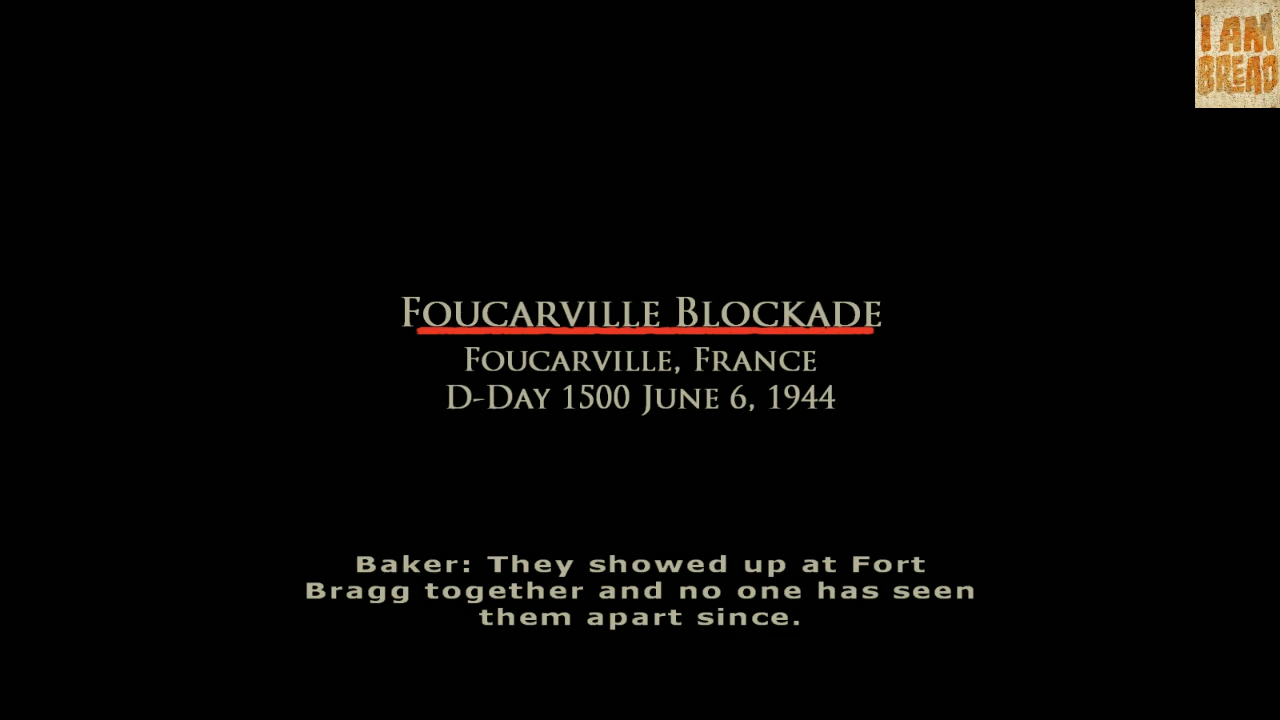 I AM
BREAD
Foucarville Blockade
Foucarville, France
D-Day 1500 June 6, 1944
Baker: They showed up at Fort
Bragg together and no one has seen
them apart since.